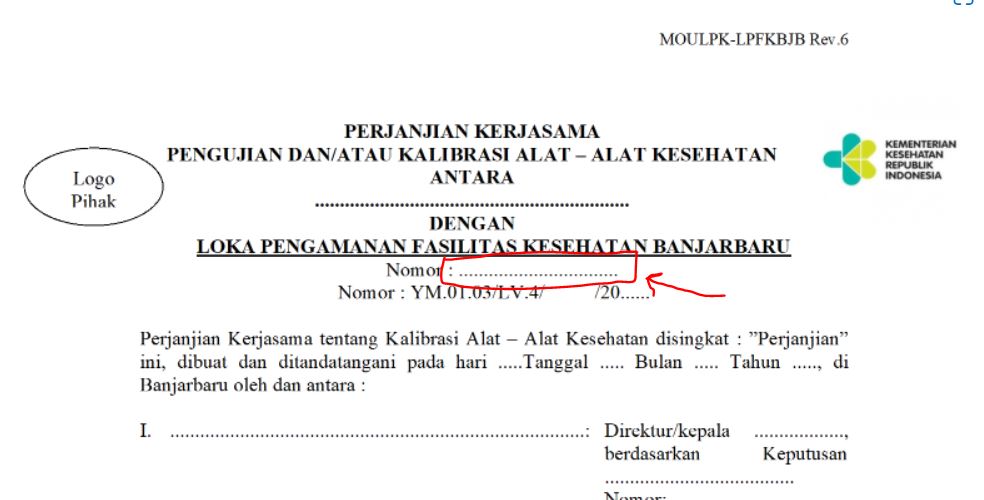 MOULPK-LPFKBJB Rev.6
PERJANJIAN KERJASAMA
PENGUJIAN DAN/ATAU KALIBRASI ALAT – ALAT KESEHATAN
ANTARA
...............................................................
DENGAN
LOKA PENGAMANAN FASILITAS KESEHATAN BANJARBARU
Nomor : ................................
Nomor : YM.01.03/LV.4/ /20......
Logo
Pihak
KEMENTERIAN
KESEHATAN
REPUBLIK
INDONESIA
Perjanjian Kerjasama tentang Kalibrasi Alat – Alat Kesehatan disingkat : ”Perjanjian”
ini, dibuat dan ditandatangani pada hari .....Tanggal ..... Bulan ..... Tahun ....., di
Banjarbaru oleh dan antara :
I. ...................................................................................: Direktur/kepala ..................,
berdasarkan Keputusan
......................................
Nomor: